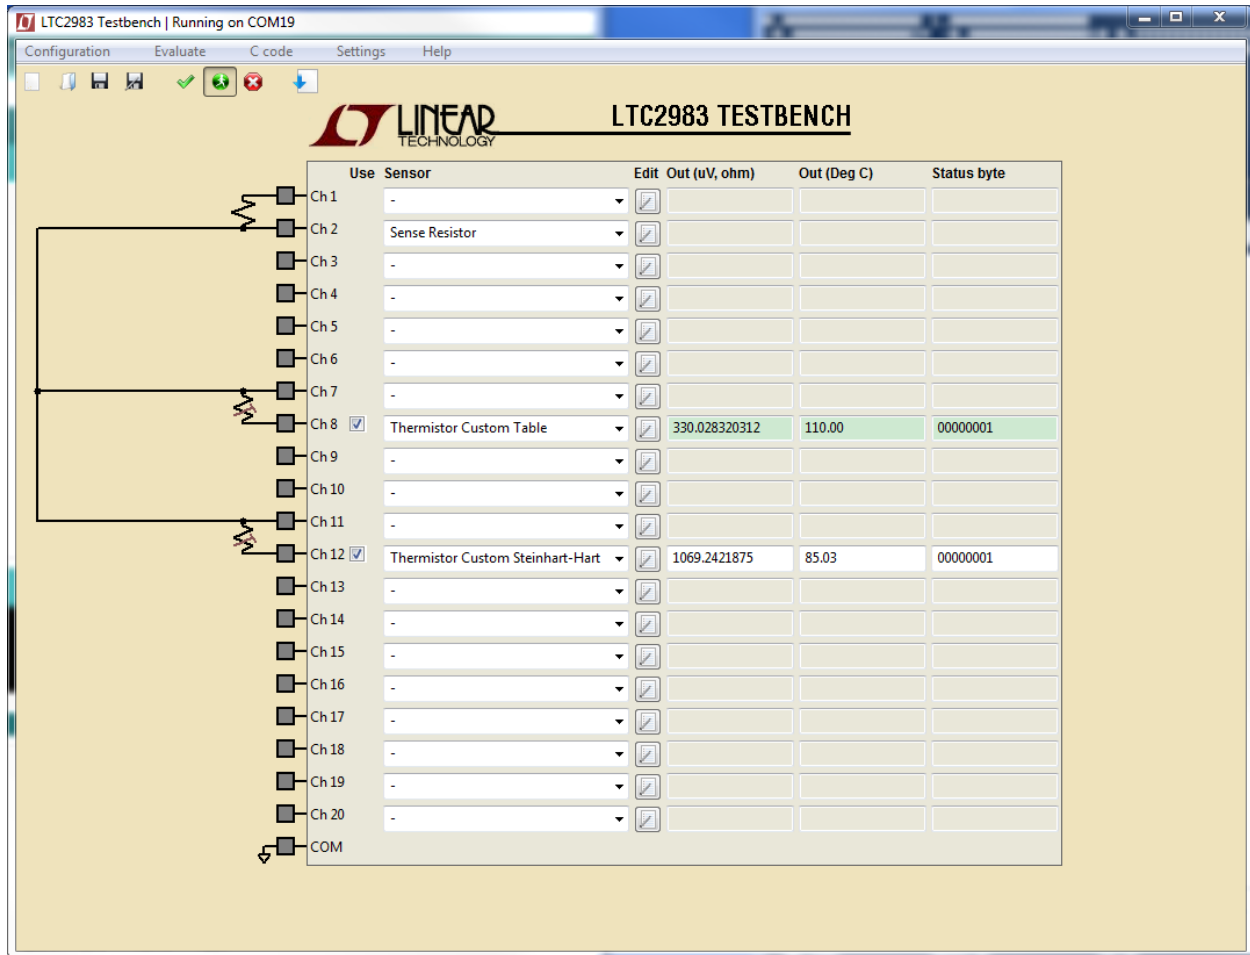 LTC2983 Testbench | Running on COM19
Configuration Evaluate C code Settings Help
LINEAR TECHNOLOGY
LTC2983 TESTBENCH
Use Sensor Edit Out (uV, ohm) Out (Deg C) Status byte
Ch 1 -
Ch 2 Sense Resistor
Ch 3 -
Ch 4 -
Ch 5 -
Ch 6 -
Ch 7 -
Ch 8 Thermistor Custom Table 330.028320312 110.00 00000001
Ch 9 -
Ch 10 -
Ch 11 -
Ch 12 Thermistor Custom Steinhart-Hart 1069.2421875 85.03 00000001
Ch 13 -
Ch 14 -
Ch 15 -
Ch 16 -
Ch 17 -
Ch 18 -
Ch 19 -
Ch 20 -
COM